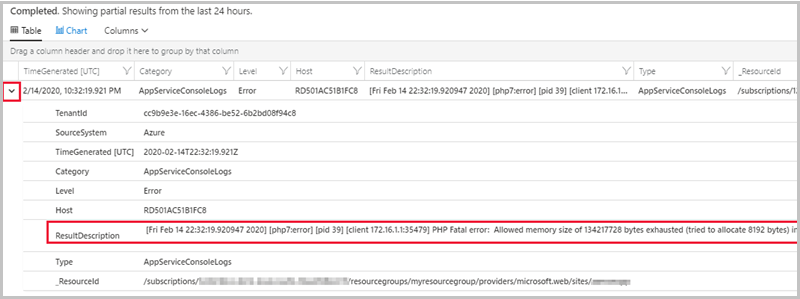 Completed. Showing partial results from the last 24 hours.
Table Chart Columns
Drag a column header and drop it here to group by that column
TimeGenerated [UTC] Category Level Host ResultDescription Type _ResourceId
2/14/2020, 10:32:19.921 PM AppServiceConsoleLogs Error RD501AC51B1FC8 [Fri Feb 14 22:32:19.920947 2020] [php7:error] [pid 39] [client 172.16.1.... AppServiceConsoleLogs /subscriptions/1
TenantId cc9b9e3e-16ec-4386-be52-6b2bd08f94c8
SourceSystem Azure
TimeGenerated [UTC] 2020-02-14T22:32:19.921Z
Category AppServiceConsoleLogs
Level Error
Host RD501AC51B1FC8
ResultDescription [Fri Feb 14 22:32:19.920947 2020] [php7:error] [pid 39] [client 172.16.1.1:35479] PHP Fatal error: Allowed memory size of 134217728 bytes exhausted (tried to allocate 8192 bytes) in
Type AppServiceConsoleLogs
_ResourceId /subscriptions/ /resourcegroups/myresourcegroup/providers/microsoft.web/sites/